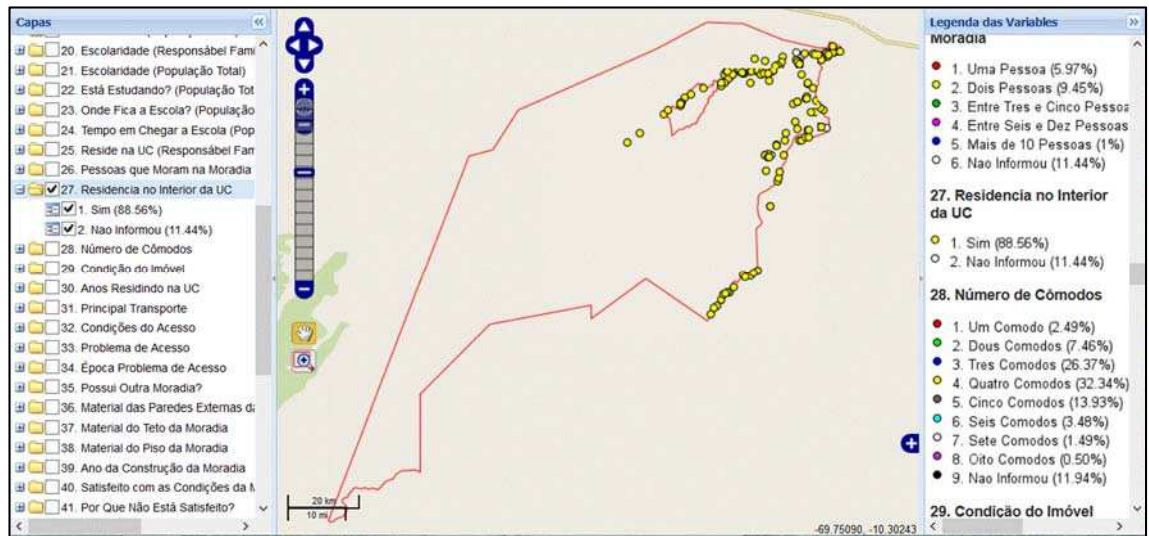 Capas
20. Escolaridade (Responsábel Fami
21. Escolaridade (População Total)
22. Está Estudando? (População Tot
23. Onde Fica a Escola? (População
24. Tempo em Chegar a Escola (Pop
25. Reside na UC (Responsábel Fam
26. Pessoas que Moram na Moradia
27. Residencia no Interior da UC
1. Sim (88.56%)
2. Nao Informou (11.44%)
28. Número de Cômodos
29. Condição do Imóvel
30. Anos Residindo na UC
31. Principal Transporte
32. Condições do Acesso
33. Problema de Acesso
34. Época Problema de Acesso
35. Possui Outra Moradia?
36. Material das Paredes Externas da
37. Material do Teto da Moradia
38. Material do Piso da Moradia
39. Ano da Construção da Moradia
40. Satisfeito com as Condições da M
41. Por Que Não Está Satisfeito?
20 km
10 mi
-69.75090, -10.30243
Legenda das Variables
Moradia
1. Uma Pessoa (5.97%)
2. Dois Pessoas (9.45%)
3. Entre Tres e Cinco Pessoa
4. Entre Seis e Dez Pessoas
5. Mais de 10 Pessoas (1%)
6. Nao Informou (11.44%)
27. Residencia no Interior
da UC
1. Sim (88.56%)
2. Nao Informou (11.44%)
28. Número de Cômodos
1. Um Comodo (2.49%)
2. Dous Comodos (7.46%)
3. Tres Comodos (26.37%)
4. Quatro Comodos (32.34%)
5. Cinco Comodos (13.93%)
6. Seis Comodos (3.48%)
7. Sete Comodos (1.49%)
8. Oito Comodos (0.50%)
9. Nao Informou (11.94%)
29. Condição do Imóvel